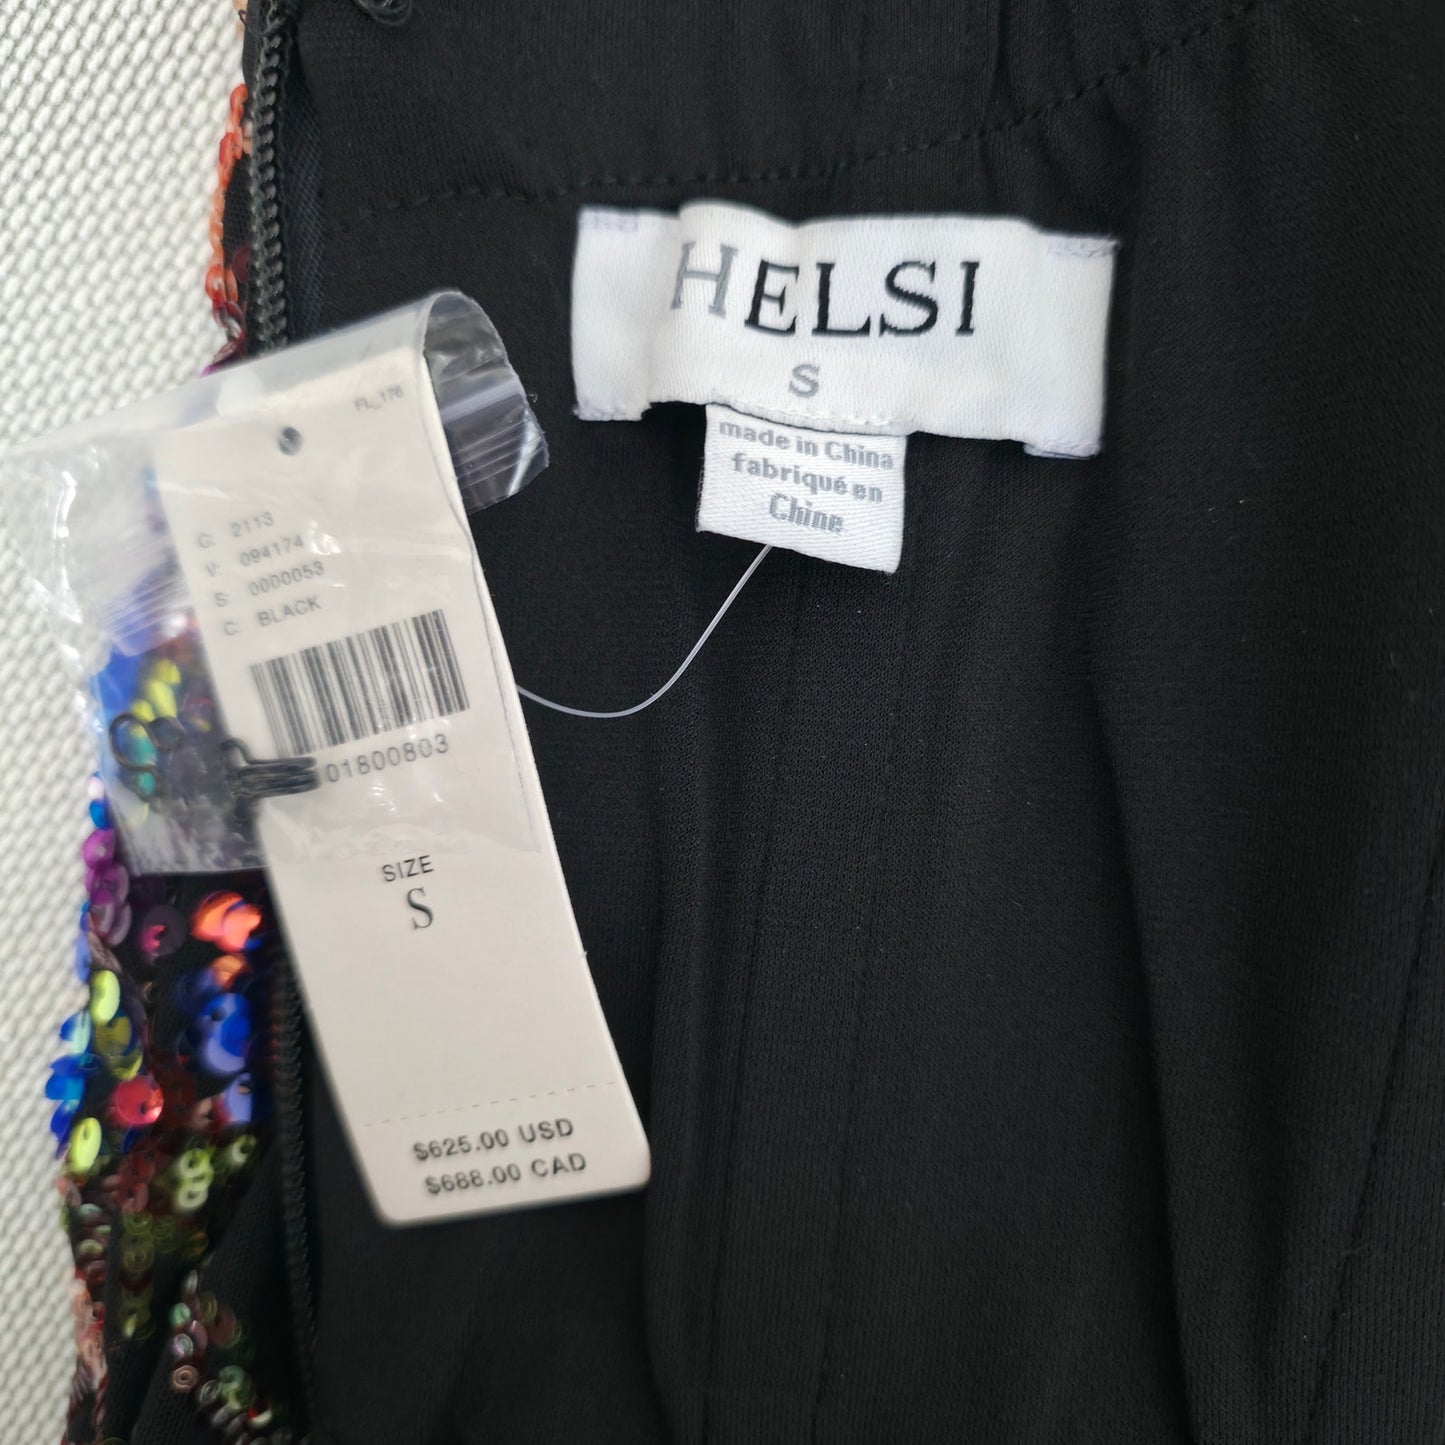 HELSI
S
made in China
fabriqué en
Chine
FL_176
C: 2113
V: 094174
S: 0000053
C: BLACK
01800803
SIZE
S
$625.00 USD
$688.00 CAD